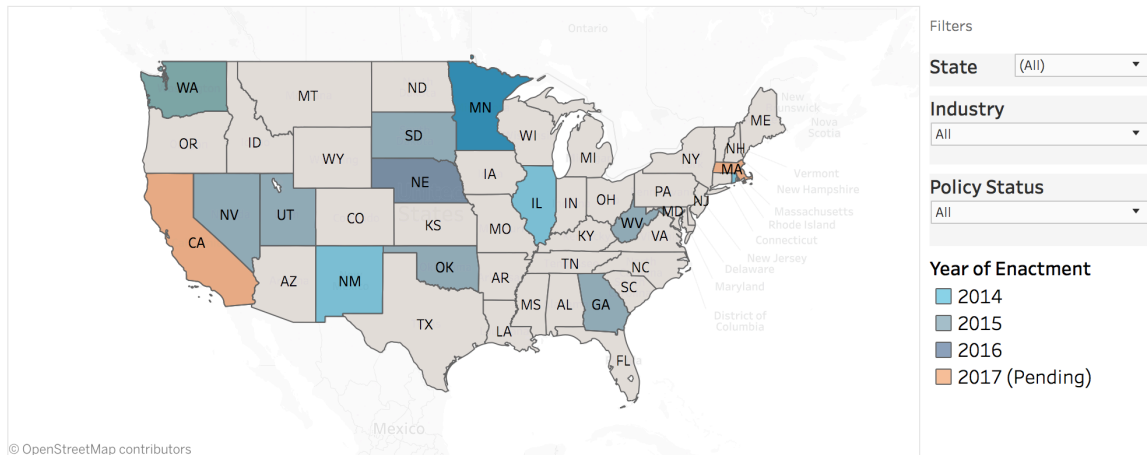 Ontario
New
unswick
Nova
Scotia
WA
MT
ND
MN
ME
OR
ID
SD
WI
NH
WY
MI
NY
MA
IA
NE
PA
NJ
NV
UT
IL
IN
OH
MD
States
CO
WV
CA
KS
MO
KY
VA
TN
NC
OK
AZ
NM
AR
SC
MS
AL
GA
TX
LA
FL
Vermont
New Hampshire
Massachusetts
Rhode Island
Connecticut
New Jersey
Delaware
Maryland
District of
Columbia
Mexico
© OpenStreetMap contributors
Filters
State
(All)
Industry
All
Policy Status
All
Year of Enactment
2014
2015
2016
2017 (Pending)